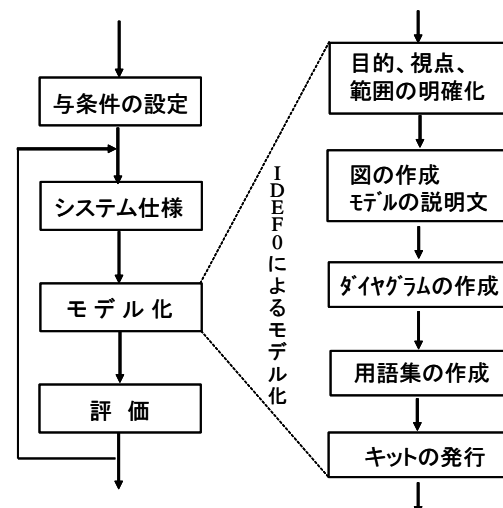 与条件の設定
システム仕様
モデル化
評 価
IDEF0によるモデル化
目的、視点、
範囲の明確化
図の作成
ﾓﾃﾞﾙの説明文
ﾀﾞｲﾔｸﾞﾗﾑの作成
用語集の作成
キットの発行